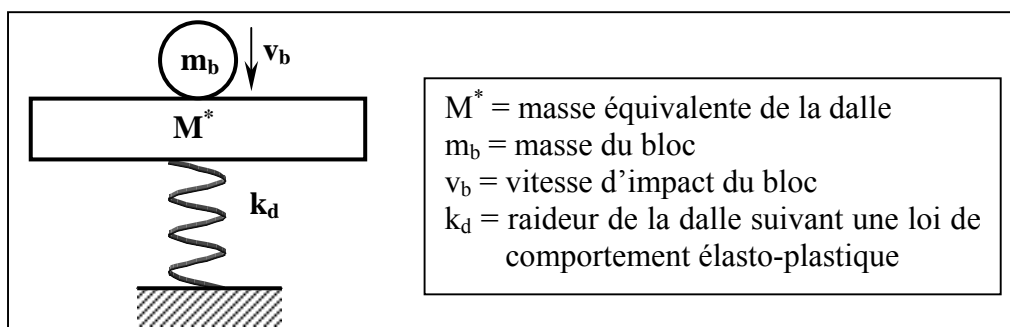 m_b
v_b
M^*
k_d
M^* = masse équivalente de la dalle
m_b = masse du bloc
v_b = vitesse d'impact du bloc
k_d = raideur de la dalle suivant une loi de
comportement élasto-plastique